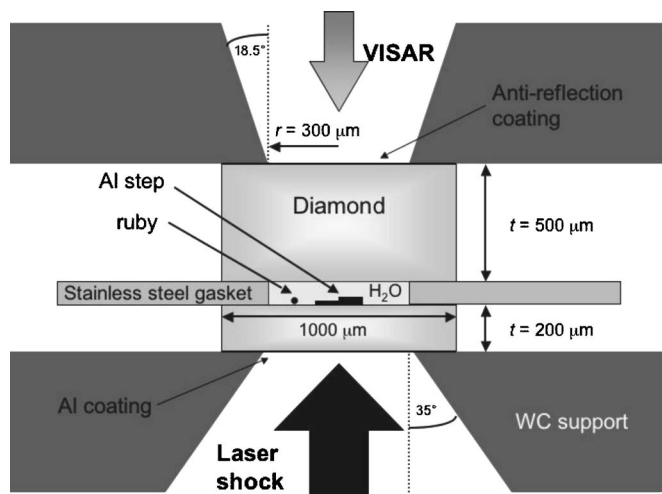 18.5°
VISAR
Anti-reflection
coating
r = 300 μm
Al step
ruby
Diamond
t = 500 μm
Stainless steel gasket
H₂O
1000 μm
t = 200 μm
Al coating
35°
WC support
Laser
shock